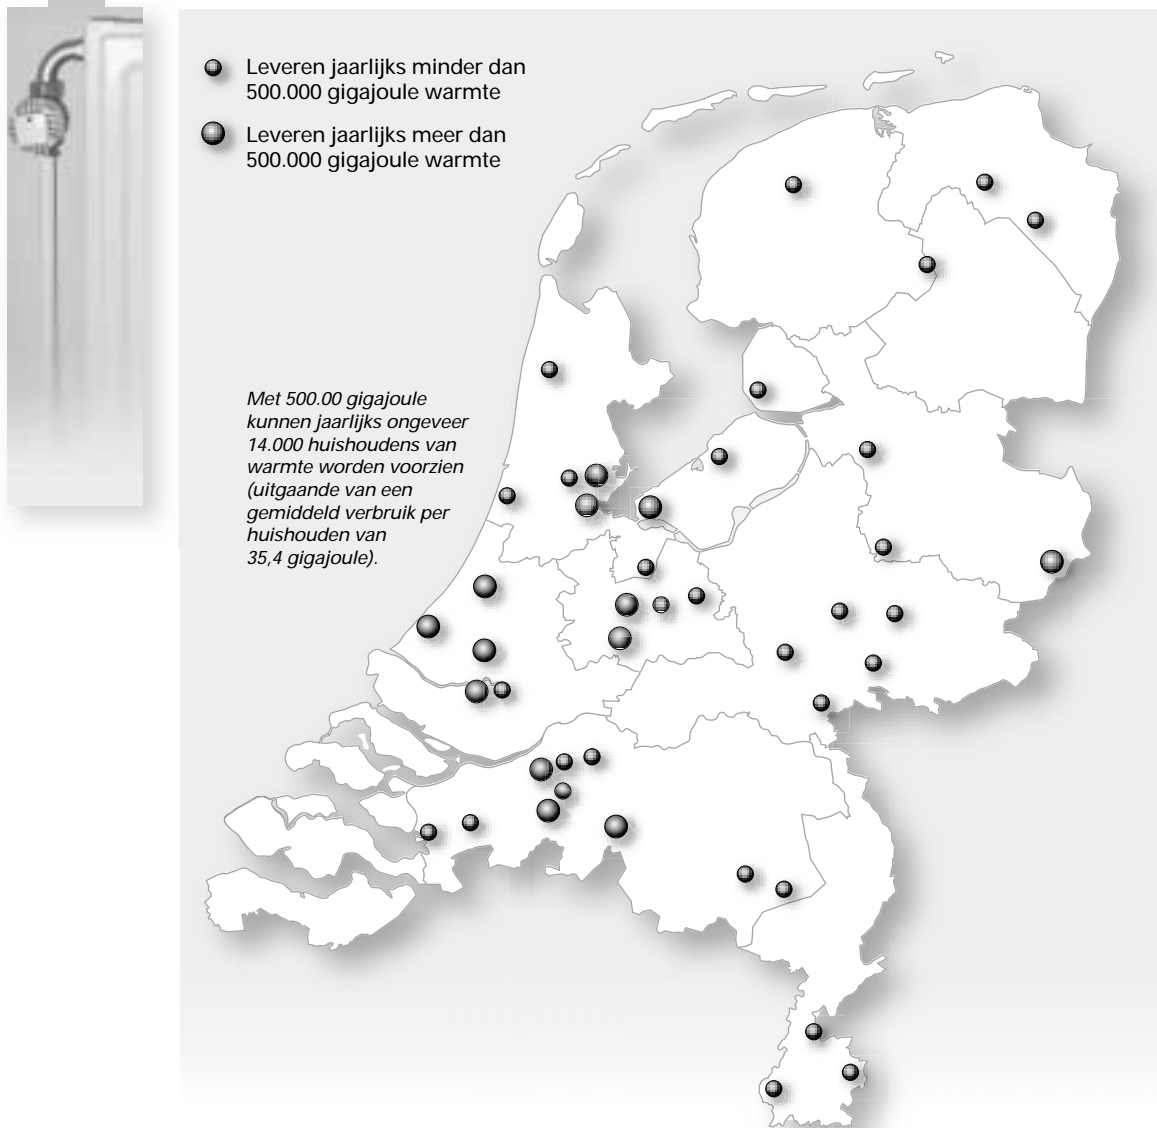 Leveren jaarlijks minder dan
500.000 gigajoule warmte
Leveren jaarlijks meer dan
500.000 gigajoule warmte
Met 500.00 gigajoule
kunnen jaarlijks ongeveer
14.000 huishoudens van
warmte worden voorzien
(uitgaande van een
gemiddeld verbruik per
huishouden van
35,4 gigajoule).